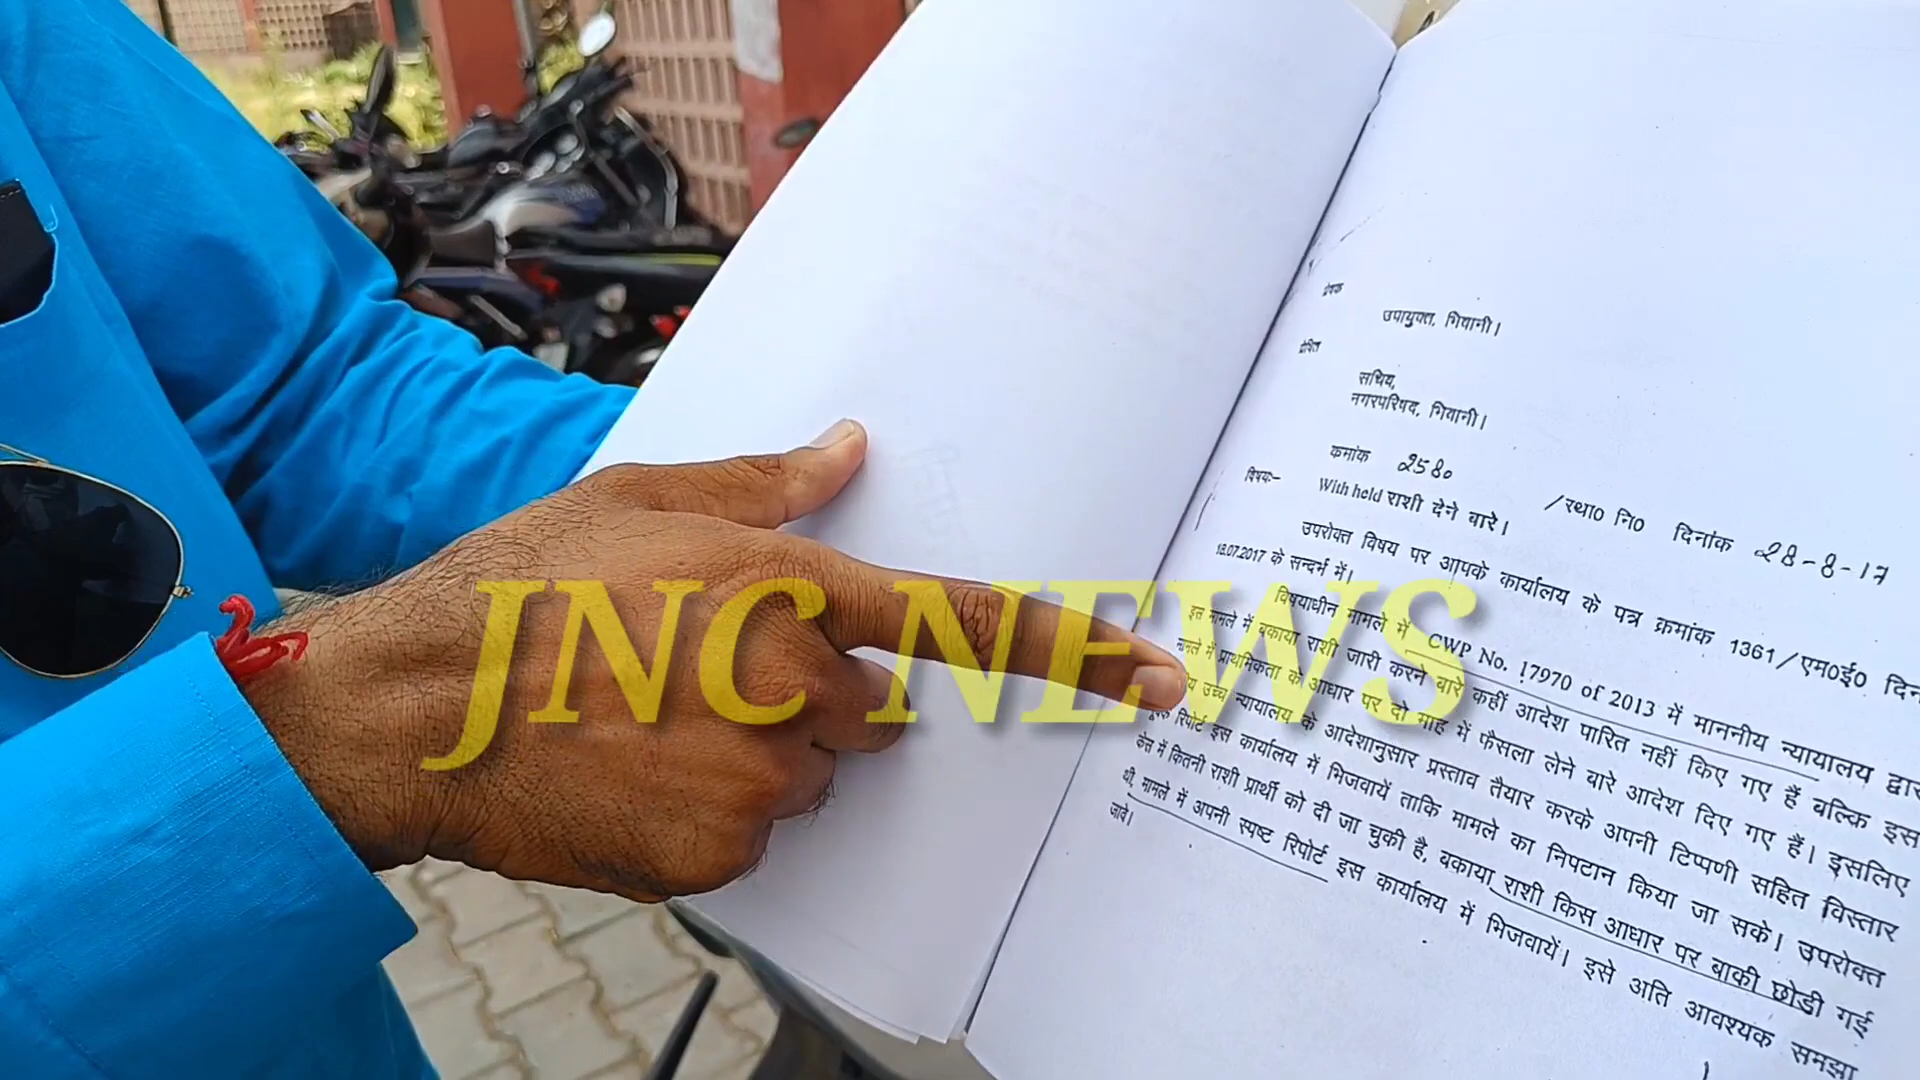 प्रेषक
उपायुक्त, भिवानी।
प्रेषित
सचिव,
नगरपरिषद, भिवानी।
कमांक 2580 /स्था0 नि0 दिनांक 28-8-17
विषयः– With held राशी देने बारे।
उपरोक्त विषय पर आपके कार्यालय के पत्र क्रमांक 1361/एम0ई0
18.07.2017 के सन्दर्भ में।
विषयाधीन मामले में CWP No. 17970 of 2013 में माननीय न्यायालय
इस मामले में बकाया राशी जारी करने बारे कहीं आदेश पारित नहीं किए गए हैं बल्कि इस
मामले में प्राथमिकता के आधार पर दो माह में फैसला लेने बारे आदेश दिए गए हैं। इसलिए
उच्च न्यायालय के आदेशानुसार प्रस्ताव तैयार करके अपनी टिप्पणी सहित विस्तार
रिपोर्ट इस कार्यालय में भिजवायें ताकि मामले का निपटान किया जा सके। उपरोक्त
केस में कितनी राशी प्रार्थी को दी जा चुकी है, बकाया राशी किस आधार पर बाकी छोडी गई
थी, मामले में अपनी स्पष्ट रिपोर्ट इस कार्यालय में भिजवायें। इसे अति आवश्यक समझा
जावे।
JNC NEWS